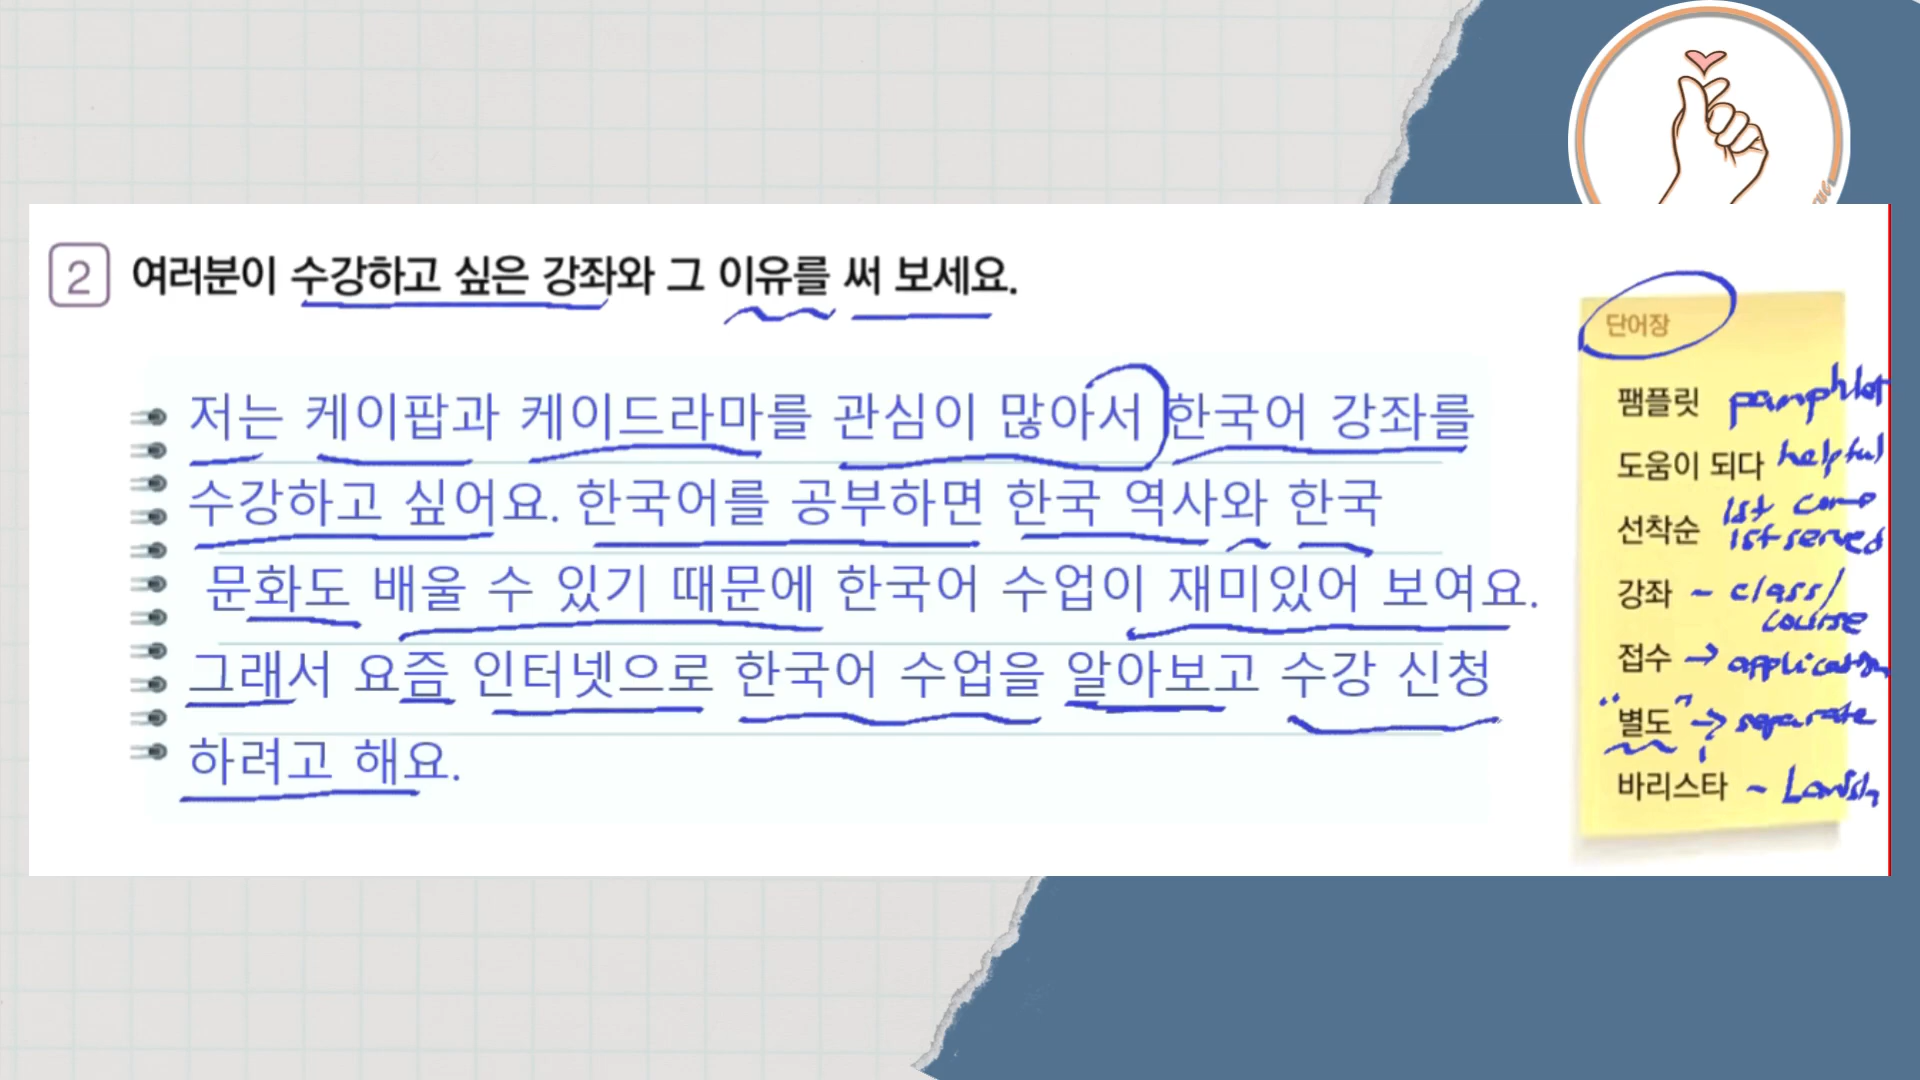 2 여러분이 수강하고 싶은 강좌와 그 이유를 써 보세요.
저는 케이팝과 케이드라마를 관심이 많아서 한국어 강좌를
수강하고 싶어요. 한국어를 공부하면 한국 역사와 한국
문화도 배울 수 있기 때문에 한국어 수업이 재미있어 보여요.
그래서 요즘 인터넷으로 한국어 수업을 알아보고 수강 신청
하려고 해요.
단어장
팸플릿 pamphlet
도움이 되다 helpful
선착순 1st come
1st served
강좌 ~ class/
course
접수 → application
"별도" → separate
바리스타 ~